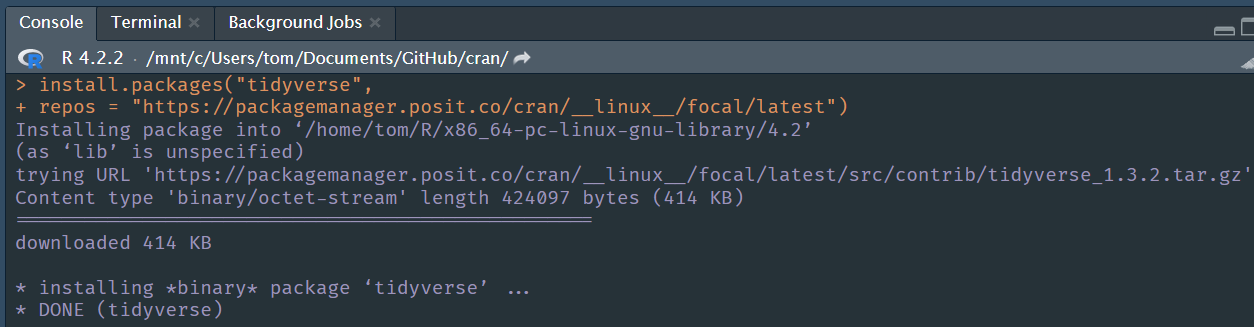 Console Terminal Background Jobs
R 4.2.2 · /mnt/c/Users/tom/Documents/GitHub/cran/
> install.packages("tidyverse",
+ repos = "https://packagemanager.posit.co/cran/__linux__/focal/latest")
Installing package into ‘/home/tom/R/x86_64-pc-linux-gnu-library/4.2’
(as ‘lib’ is unspecified)
trying URL 'https://packagemanager.posit.co/cran/__linux__/focal/latest/src/contrib/tidyverse_1.3.2.tar.gz'
Content type 'binary/octet-stream' length 424097 bytes (414 KB)
==================================================
downloaded 414 KB
* installing *binary* package ‘tidyverse’ ...
* DONE (tidyverse)